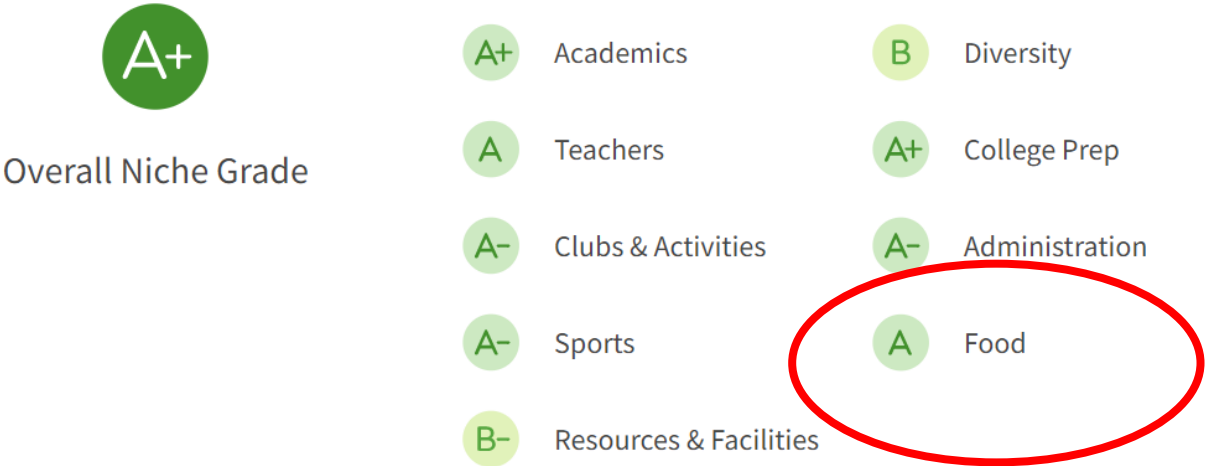 A+
Overall Niche Grade
A+ Academics
A Teachers
A- Clubs & Activities
A- Sports
B- Resources & Facilities
B Diversity
A+ College Prep
A- Administration
A Food